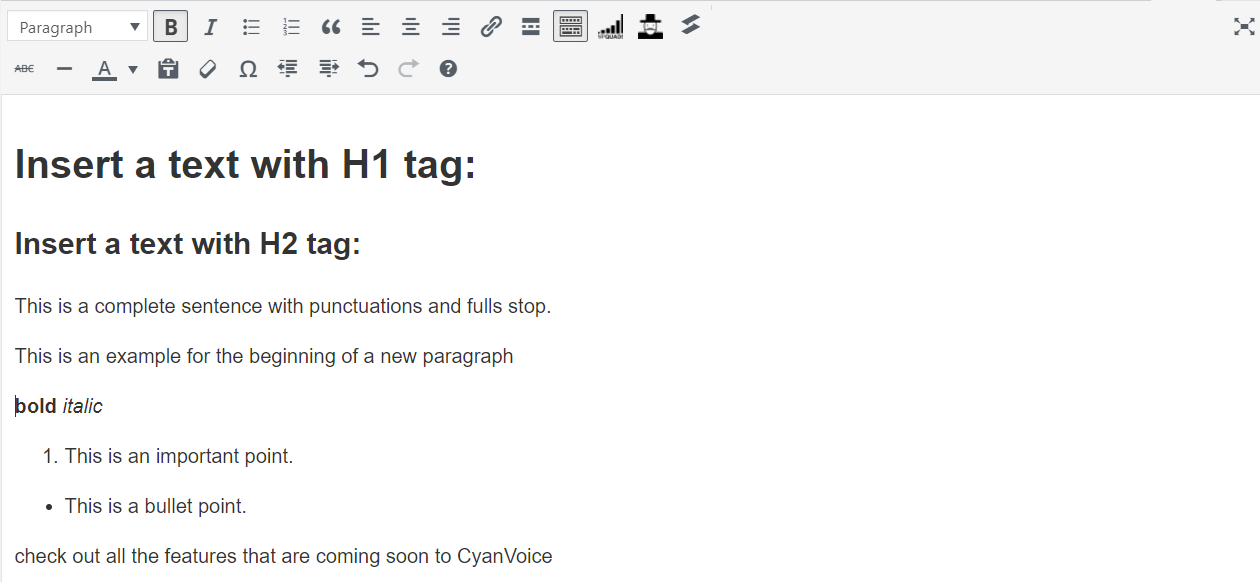 Paragraph
B I
ABC A Ω
Insert a text with H1 tag:
Insert a text with H2 tag:
This is a complete sentence with punctuations and fulls stop.
This is an example for the beginning of a new paragraph
bold italic
1. This is an important point.
• This is a bullet point.
check out all the features that are coming soon to CyanVoice